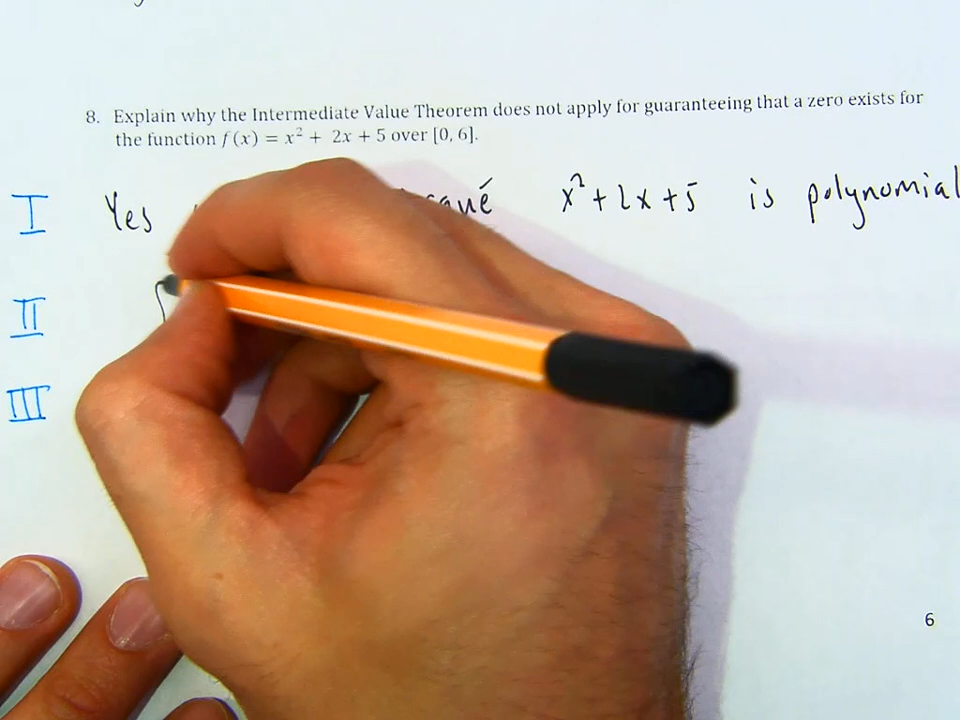 8. Explain why the Intermediate Value Theorem does not apply for guaranteeing that a zero exists for
the function f(x) = x² + 2x + 5 over [0, 6].
I Yes x²+2x+5 is polynomial
II
III
6